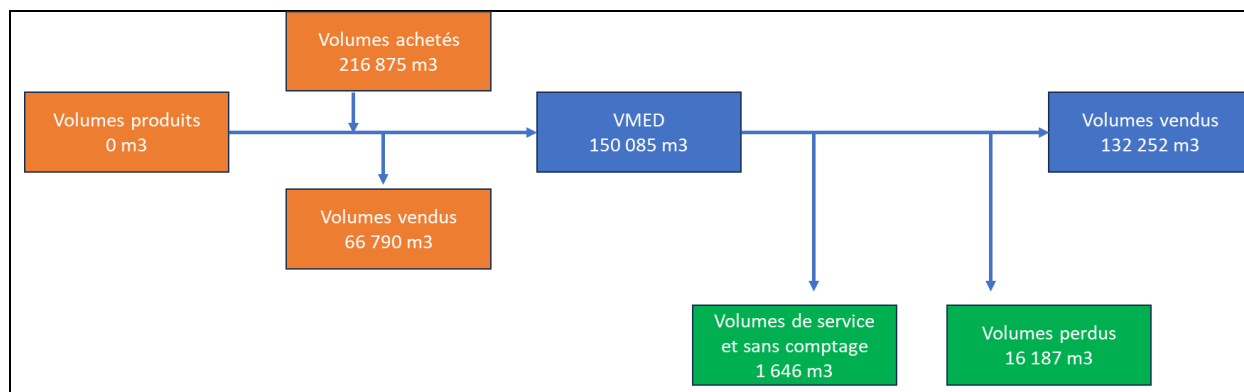 Volumes achetés
216 875 m3
Volumes produits
0 m3
VMED
150 085 m3
Volumes vendus
132 252 m3
Volumes vendus
66 790 m3
Volumes de service
et sans comptage
1 646 m3
Volumes perdus
16 187 m3